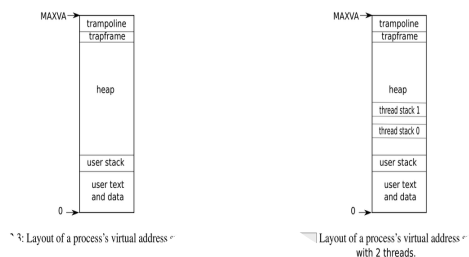 MAXVA
trampoline
trapframe
heap
user stack
user text
and data
0
3: Layout of a process's virtual address
MAXVA
trampoline
trapframe
heap
thread stack 1
thread stack 0
user stack
user text
and data
0
Layout of a process's virtual address
with 2 threads.